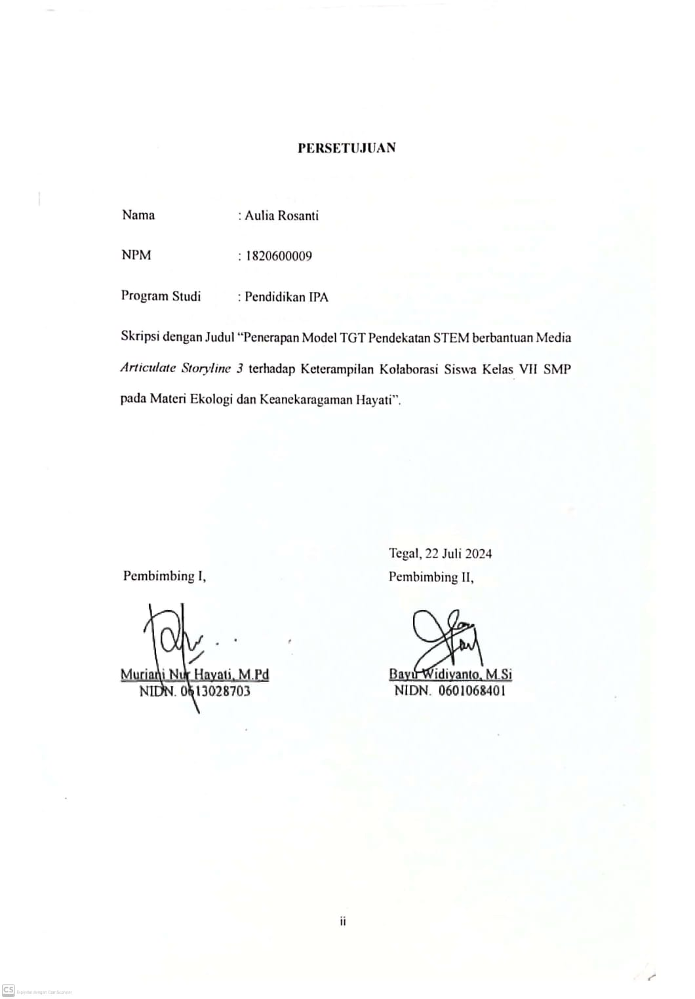 PERSETUJUAN
Nama : Aulia Rosanti
NPM : 1820600009
Program Studi : Pendidikan IPA
Skripsi dengan Judul “Penerapan Model TGT Pendekatan STEM berbantuan Media
Articulate Storyline 3 terhadap Keterampilan Kolaborasi Siswa Kelas VII SMP
pada Materi Ekologi dan Keanekaragaman Hayati”.
Tegal, 22 Juli 2024
Pembimbing I,
Pembimbing II,
Muriani Nur Hayati, M.Pd
NIDN. 0613028703
Bayu Widiyanto, M.Si
NIDN. 0601068401
ii
CS Dipindai dengan CamScanner